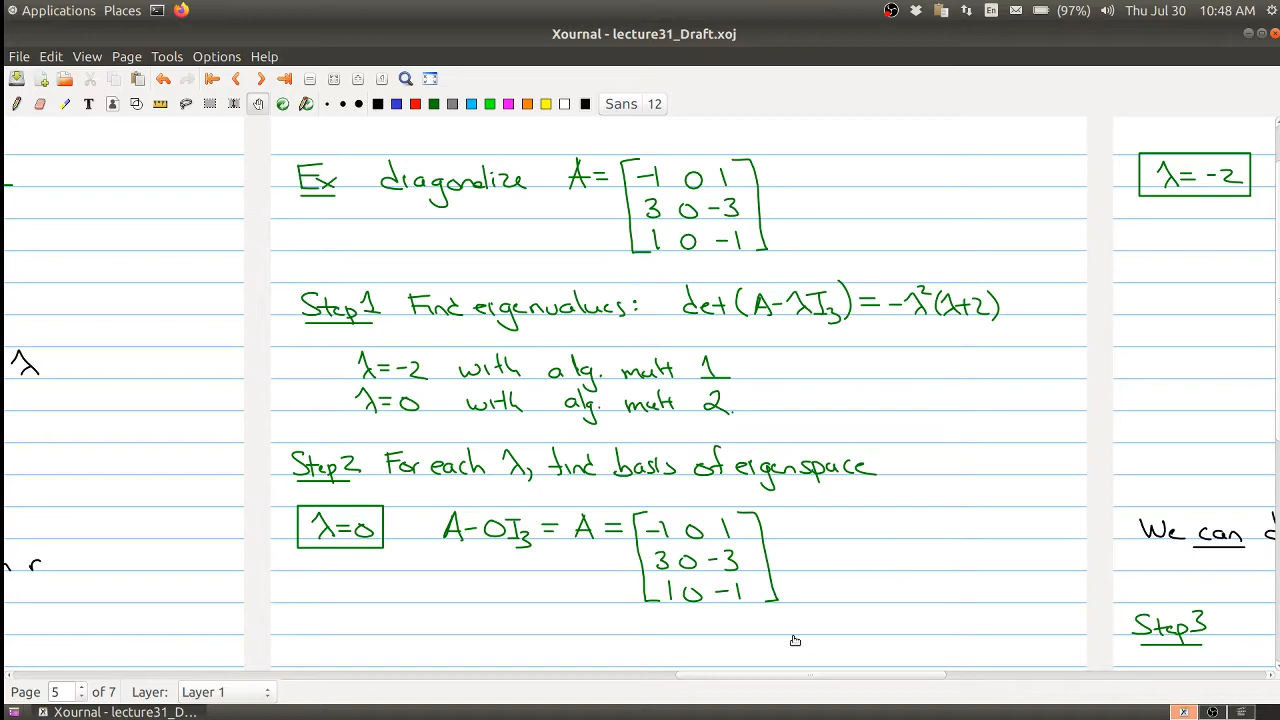 Applications Places (97%) Thu Jul 30 10:48 AM
Xournal - lecture31_Draft.xoj
File Edit View Page Tools Options Help
Sans 12
Ex diagonalize A = [-1 0 1
3 0 -3
1 0 -1]
λ = -2
Step 1 Find eigenvalues: det(A-λI₃) = -λ²(λ+2)
λ
λ=-2 with alg. mult 1
λ=0 with alg. mult 2.
Step 2 For each λ, find basis of eigenspace
λ=0 A-0I₃ = A = [-1 0 1
3 0 -3
1 0 -1]
We can d
n r
Step 3
Page 5 of 7 Layer: Layer 1
Xournal - lecture31_D...